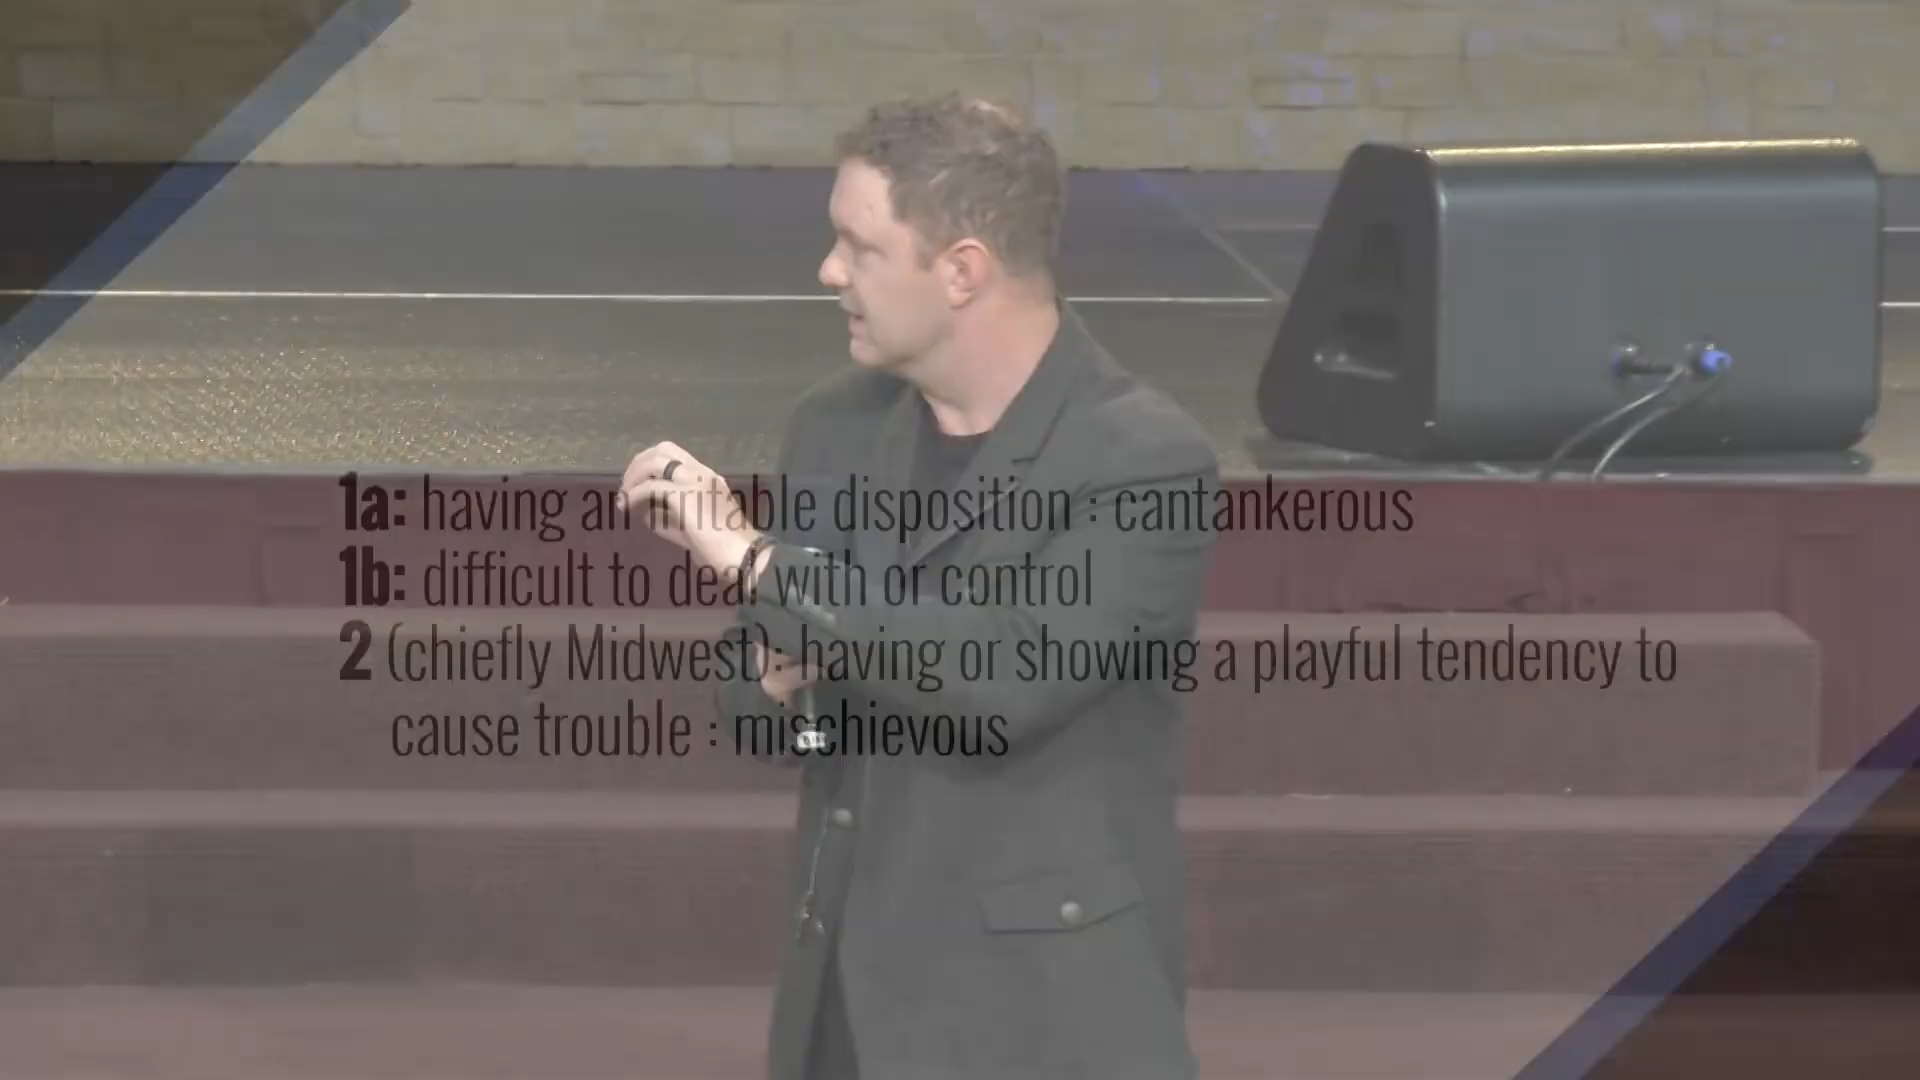 1a: having an irritable disposition : cantankerous
1b: difficult to deal with or control
2 (chiefly Midwest): having or showing a playful tendency to
cause trouble : mischievous